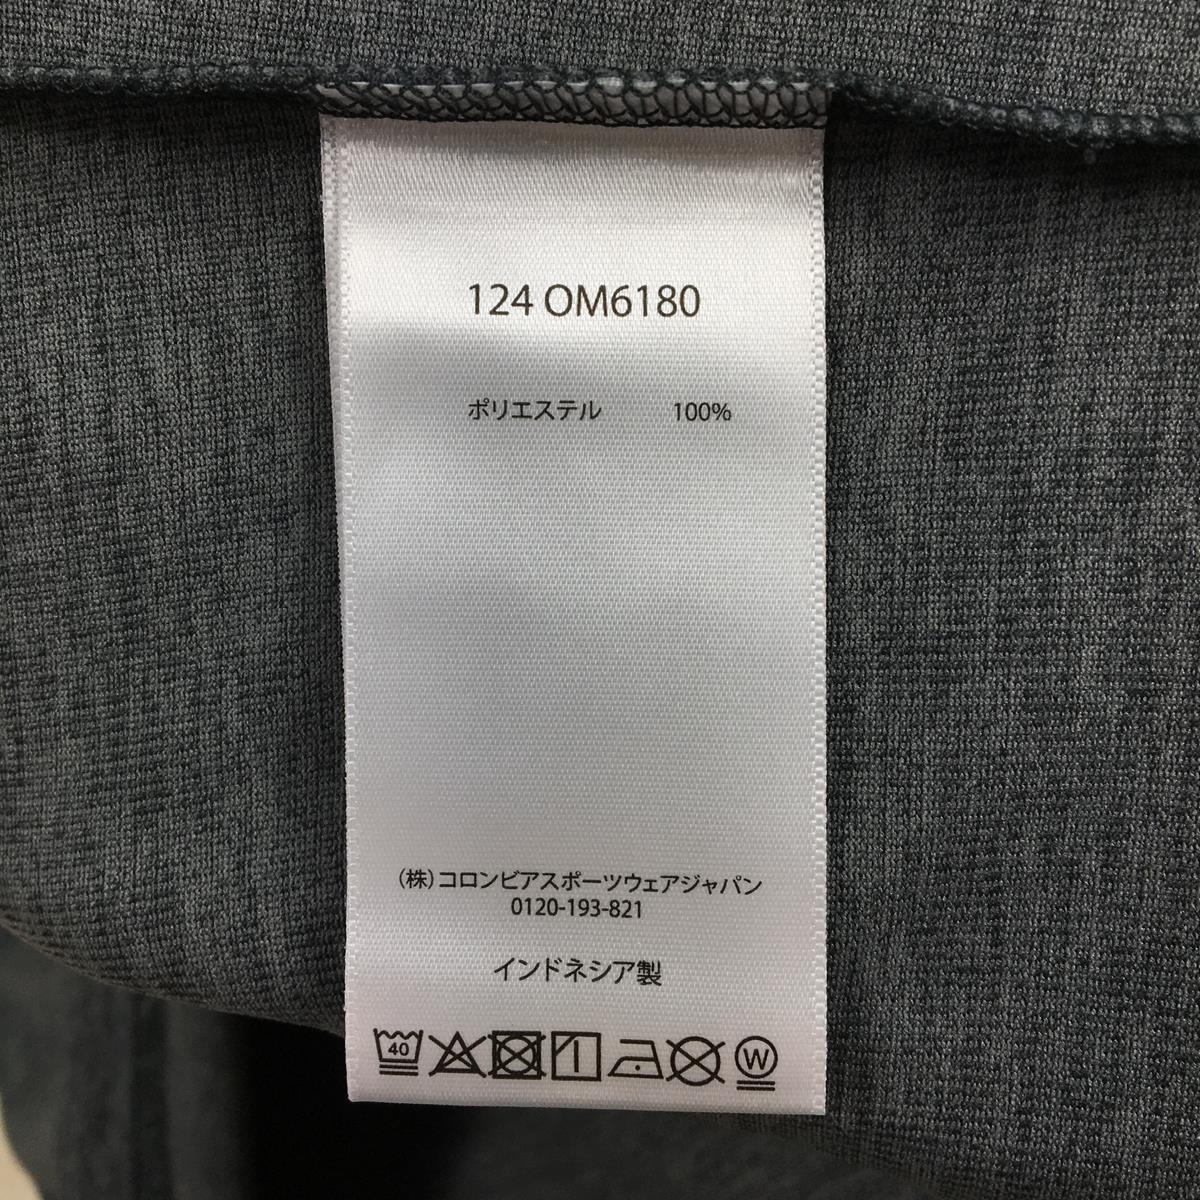 124 OM6180
ポリエステル 100%
(株)コロンビアスポーツウェアジャパン
0120-193-821
インドネシア製
40 W